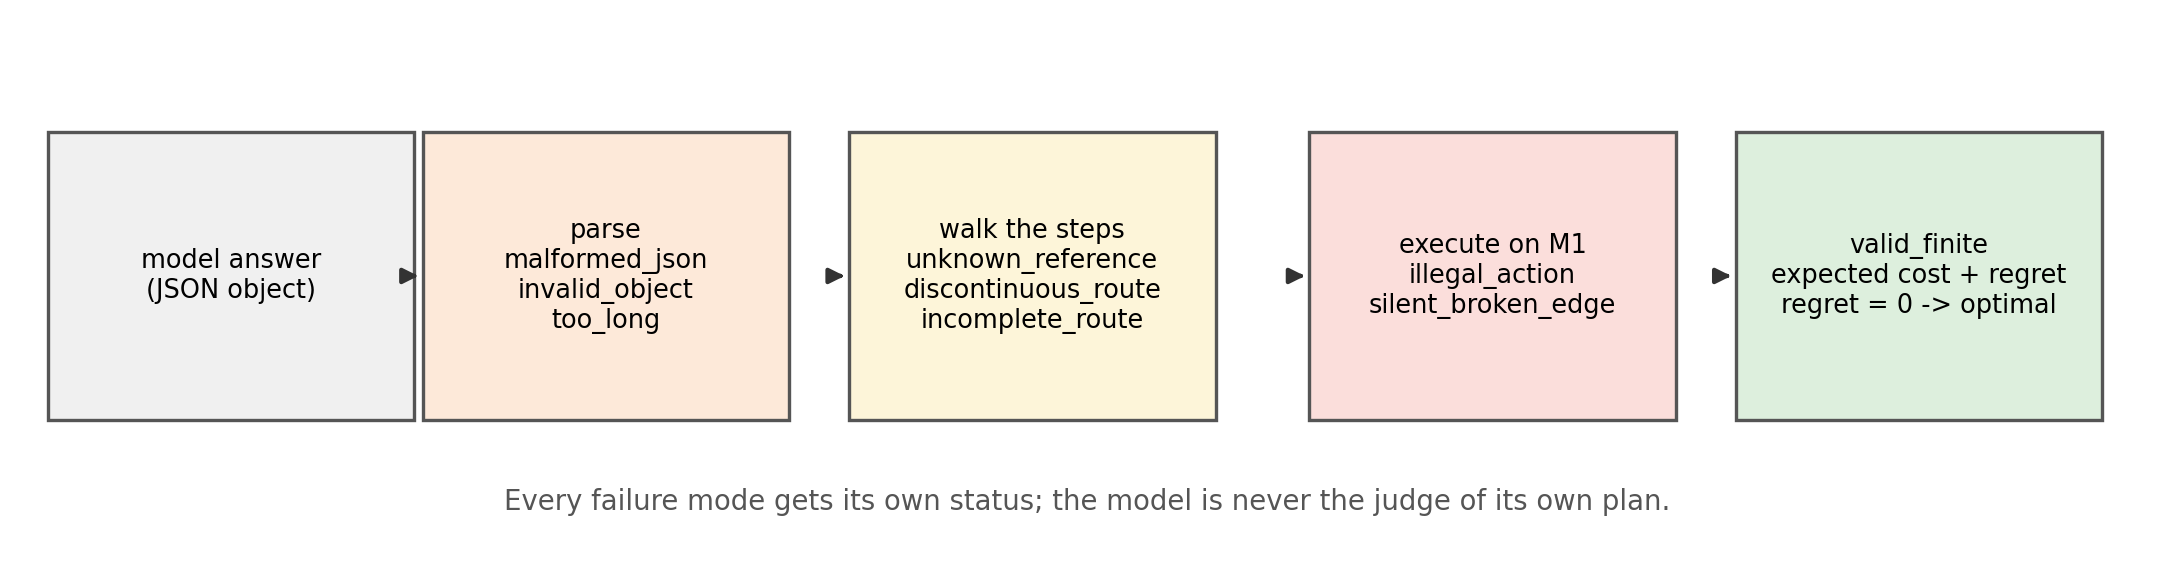 model answer
(JSON object)
parse
malformed_json
invalid_object
too_long
walk the steps
unknown_reference
discontinuous_route
incomplete_route
execute on M1
illegal_action
silent_broken_edge
valid_finite
expected cost + regret
regret = 0 -> optimal
Every failure mode gets its own status; the model is never the judge of its own plan.